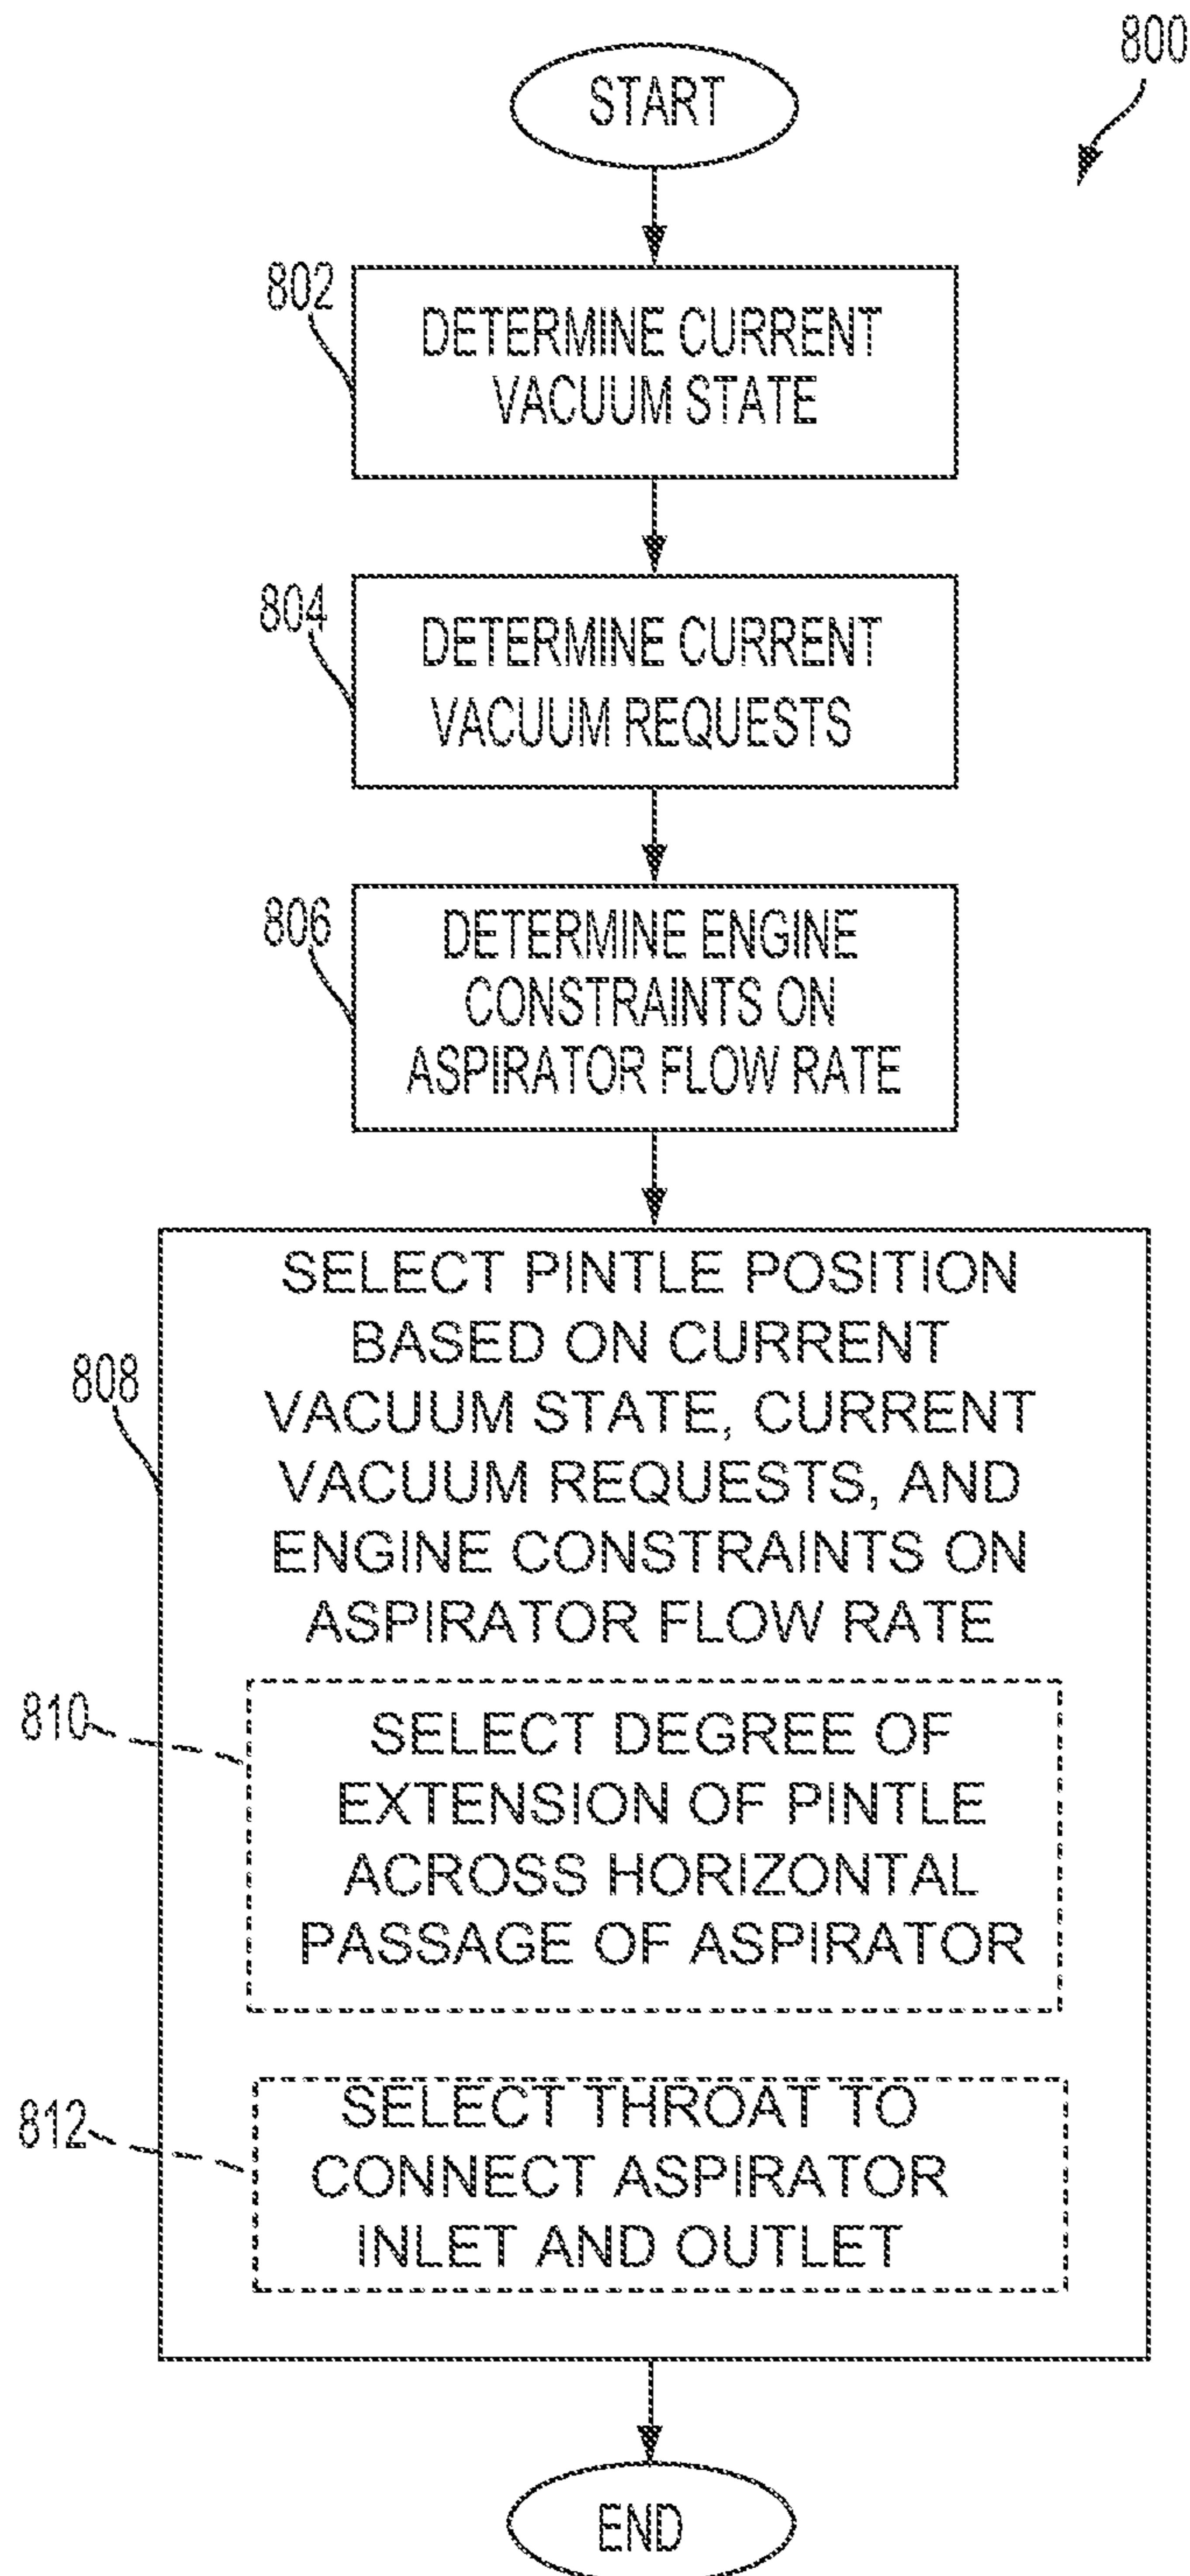 800
START
802
DETERMINE CURRENT
VACUUM STATE
804
DETERMINE CURRENT
VACUUM REQUESTS
806
DETERMINE ENGINE
CONSTRAINTS ON
ASPIRATOR FLOW RATE
808
SELECT PINTLE POSITION
BASED ON CURRENT
VACUUM STATE, CURRENT
VACUUM REQUESTS, AND
ENGINE CONSTRAINTS ON
ASPIRATOR FLOW RATE
810
SELECT DEGREE OF
EXTENSION OF PINTLE
ACROSS HORIZONTAL
PASSAGE OF ASPIRATOR
812
SELECT THROAT TO
CONNECT ASPIRATOR
INLET AND OUTLET
END